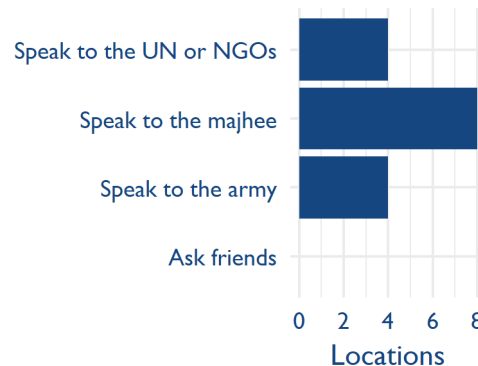 Speak to the UN or NGOs
Speak to the majhee
Speak to the army
Ask friends
0 2 4 6 8
Locations